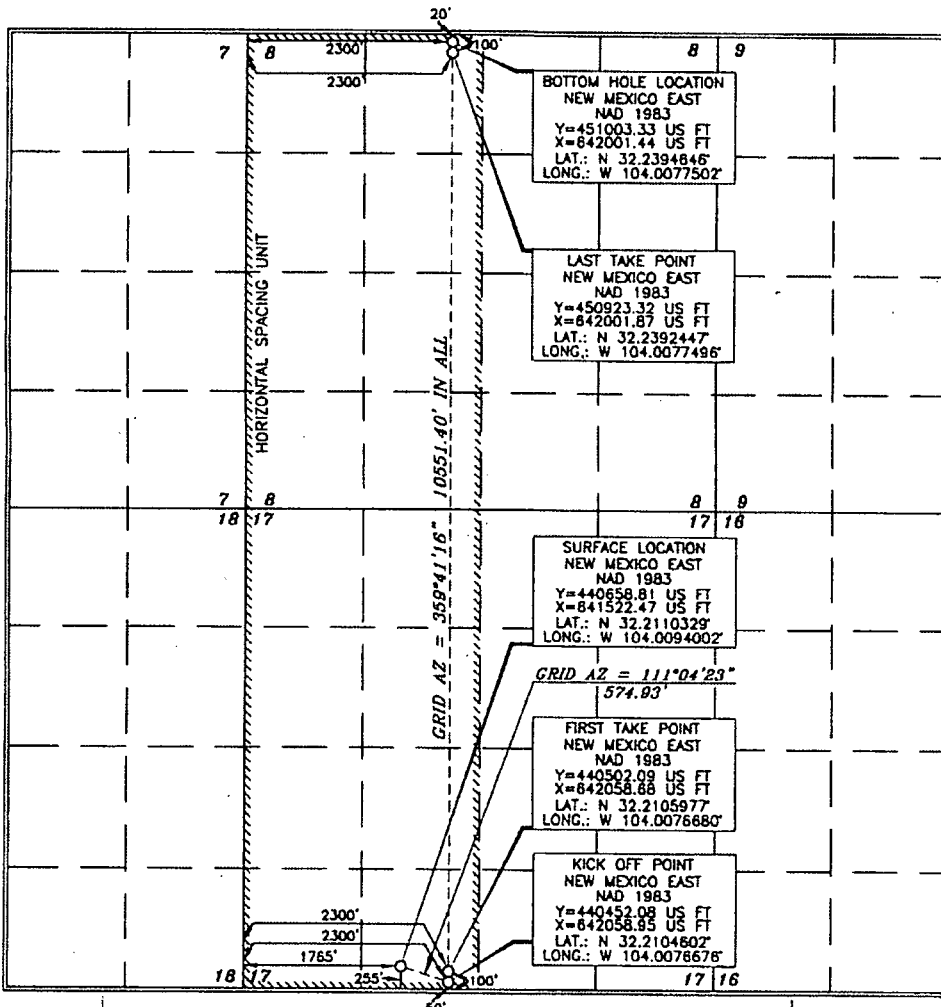 20'
7 8
2300'
100'
8 9
2300'
BOTTOM HOLE LOCATION
NEW MEXICO EAST
NAD 1983
Y=451003.33 US FT
X=642001.44 US FT
LAT.: N 32.2394646°
LONG.: W 104.0077502°
LAST TAKE POINT
NEW MEXICO EAST
NAD 1983
Y=450923.32 US FT
X=642001.87 US FT
LAT.: N 32.2392447°
LONG.: W 104.0077496°
HORIZONTAL SPACING UNIT
GRID AZ = 359°41'16" 10551.40' IN ALL
7 8
18 17
8 9
17 16
SURFACE LOCATION
NEW MEXICO EAST
NAD 1983
Y=440658.81 US FT
X=641522.47 US FT
LAT.: N 32.2110329°
LONG.: W 104.0094002°
GRID AZ = 111°04'23"
574.93'
FIRST TAKE POINT
NEW MEXICO EAST
NAD 1983
Y=440502.09 US FT
X=642058.68 US FT
LAT.: N 32.2105977°
LONG.: W 104.0076680°
KICK OFF POINT
NEW MEXICO EAST
NAD 1983
Y=440452.08 US FT
X=642058.95 US FT
LAT.: N 32.2104602°
LONG.: W 104.0076676°
2300'
2300'
1765'
18 17
255'
100'
17 16